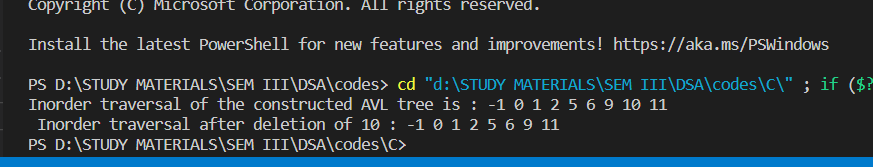 Copyright (C) Microsoft Corporation. All rights reserved.
Install the latest PowerShell for new features and improvements! https://aka.ms/PSWindows
PS D:\STUDY MATERIALS\SEM III\DSA\codes> cd "d:\STUDY MATERIALS\SEM III\DSA\codes\C\" ; if ($?
Inorder traversal of the constructed AVL tree is : -1 0 1 2 5 6 9 10 11
Inorder traversal after deletion of 10 : -1 0 1 2 5 6 9 11
PS D:\STUDY MATERIALS\SEM III\DSA\codes\C>